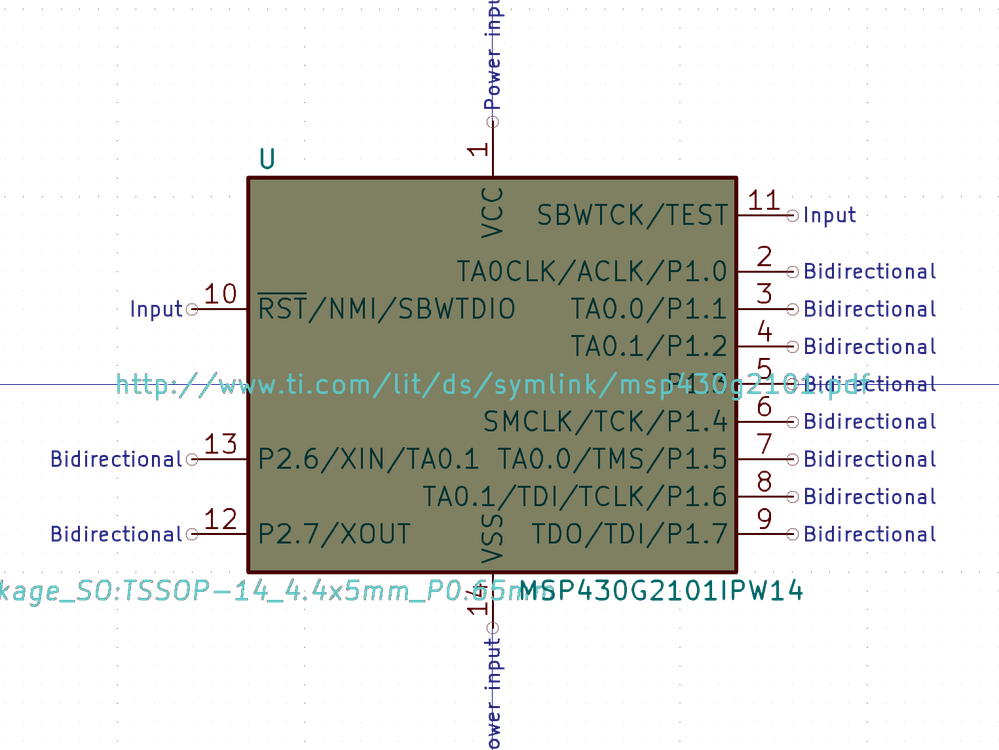 Power input
1
U
VCC
SBWTCK/TEST 11 Input
TA0CLK/ACLK/P1.0 2 Bidirectional
Input 10 RST/NMI/SBWTDIO TA0.0/P1.1 3 Bidirectional
TA0.1/P1.2 4 Bidirectional
5 Bidirectional
http://www.ti.com/lit/ds/symlink/msp430g2101.pdf
SMCLK/TCK/P1.4 6 Bidirectional
Bidirectional 13 P2.6/XIN/TA0.1 TA0.0/TMS/P1.5 7 Bidirectional
TA0.1/TDI/TCLK/P1.6 8 Bidirectional
Bidirectional 12 P2.7/XOUT TDO/TDI/P1.7 9 Bidirectional
VSS
kage_SO:TSSOP-14_4.4x5mm_P0.65mm MSP430G2101IPW14
14
ower input